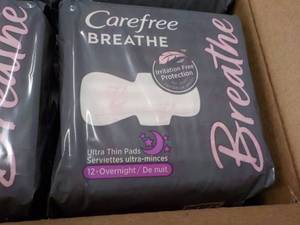 Carefree
BREATHE
Irritation Free
Protection
Breathe
Ultra Thin Pads
Serviettes ultra-minces
12 • Overnight / De nuit